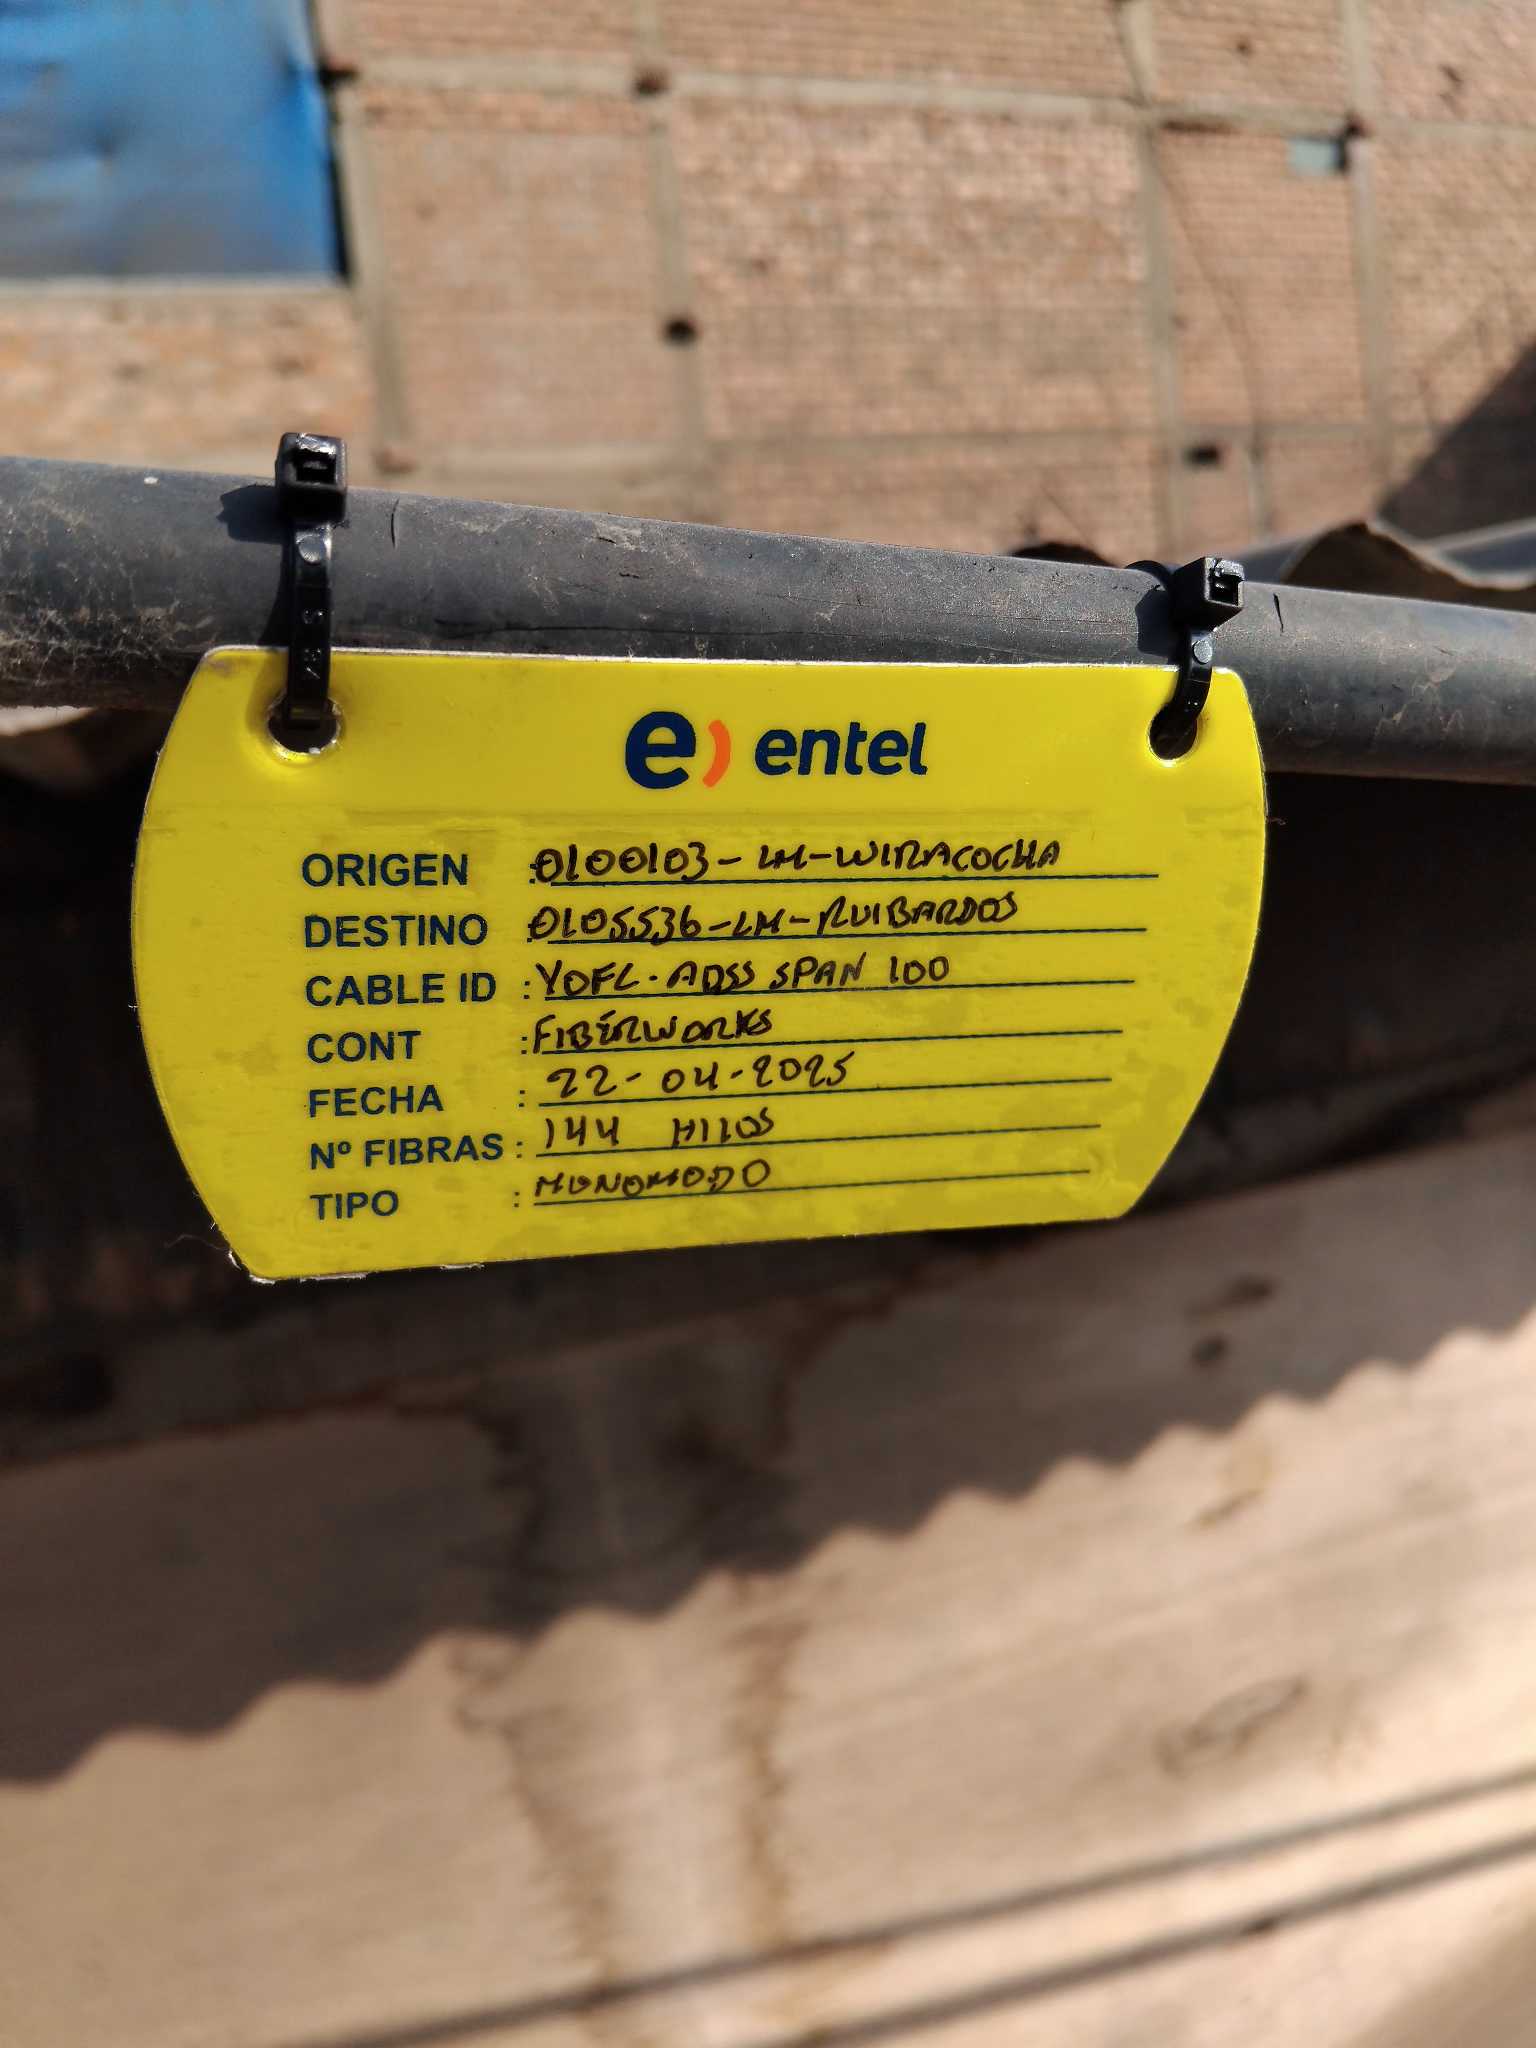 e) entel
ORIGEN : 0100103-LM-WIRACOCHA
DESTINO : 0105536-LM-RUIBARDOS
CABLE ID : YOFC-ADSS SPAN 100
CONT : FIBERWORKS
FECHA : 22-04-2025
Nº FIBRAS : 144 HILOS
TIPO : MONOMODO